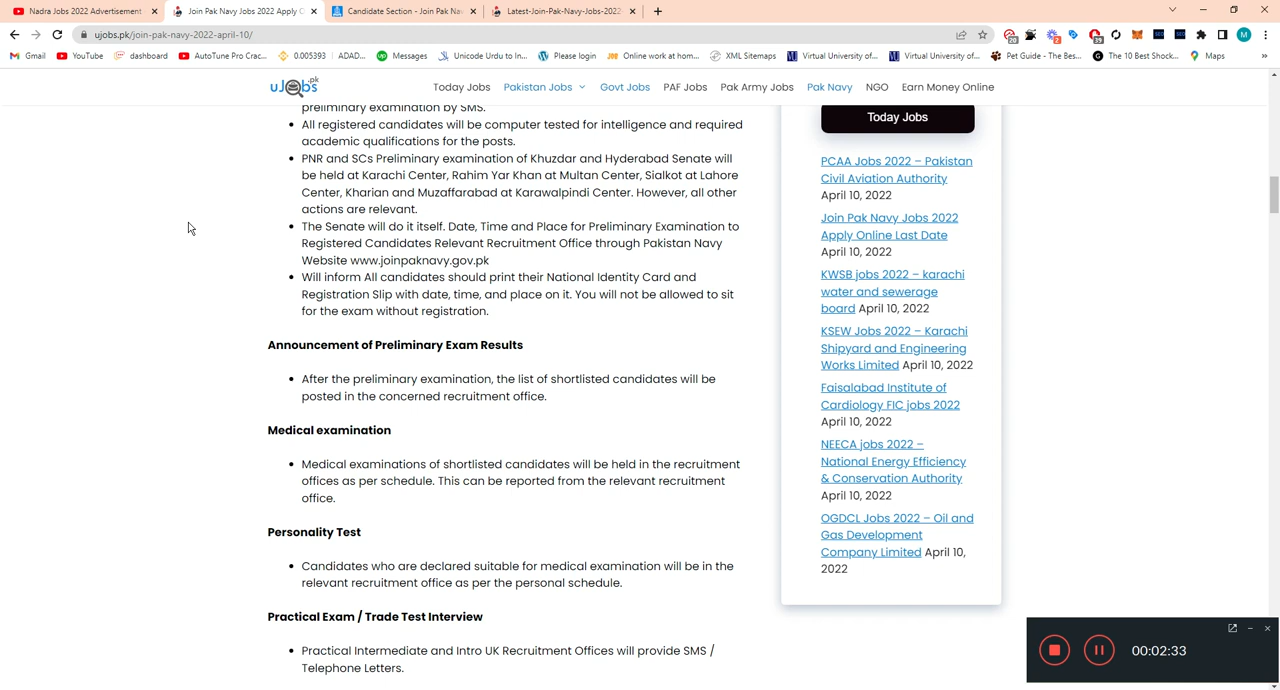 Nadra Jobs 2022 Advertisement
Join Pak Navy Jobs 2022 Apply O
Candidate Section - Join Pak Nav
Latest-Join-Pak-Navy-Jobs-2022-
ujobs.pk/join-pak-navy-2022-april-10/
Gmail
YouTube
dashboard
AutoTune Pro Crac...
0.005393 | ADAD...
Messages
Unicode Urdu to In...
Please login
Online work at hom...
XML Sitemaps
Virtual University of...
Virtual University of...
Pet Guide - The Bes...
The 10 Best Shock...
Maps
uJobs.pk
Today Jobs
Pakistan Jobs
Govt Jobs
PAF Jobs
Pak Army Jobs
Pak Navy
NGO
Earn Money Online
preliminary examination by SMS.
All registered candidates will be computer tested for intelligence and required
academic qualifications for the posts.
PNR and SCs Preliminary examination of Khuzdar and Hyderabad Senate will
be held at Karachi Center, Rahim Yar Khan at Multan Center, Sialkot at Lahore
Center, Kharian and Muzaffarabad at Karawalpindi Center. However, all other
actions are relevant.
The Senate will do it itself. Date, Time and Place for Preliminary Examination to
Registered Candidates Relevant Recruitment Office through Pakistan Navy
Website www.joinpaknavy.gov.pk
Will inform All candidates should print their National Identity Card and
Registration Slip with date, time, and place on it. You will not be allowed to sit
for the exam without registration.
Announcement of Preliminary Exam Results
After the preliminary examination, the list of shortlisted candidates will be
posted in the concerned recruitment office.
Medical examination
Medical examinations of shortlisted candidates will be held in the recruitment
offices as per schedule. This can be reported from the relevant recruitment
office.
Personality Test
Candidates who are declared suitable for medical examination will be in the
relevant recruitment office as per the personal schedule.
Practical Exam / Trade Test Interview
Practical Intermediate and Intro UK Recruitment Offices will provide SMS /
Telephone Letters.
Today Jobs
PCAA Jobs 2022 – Pakistan
Civil Aviation Authority
April 10, 2022
Join Pak Navy Jobs 2022
Apply Online Last Date
April 10, 2022
KWSB jobs 2022 – karachi
water and sewerage
board April 10, 2022
KSEW Jobs 2022 – Karachi
Shipyard and Engineering
Works Limited April 10, 2022
Faisalabad Institute of
Cardiology FIC jobs 2022
April 10, 2022
NEECA jobs 2022 –
National Energy Efficiency
& Conservation Authority
April 10, 2022
OGDCL Jobs 2022 – Oil and
Gas Development
Company Limited April 10,
2022
00:02:33